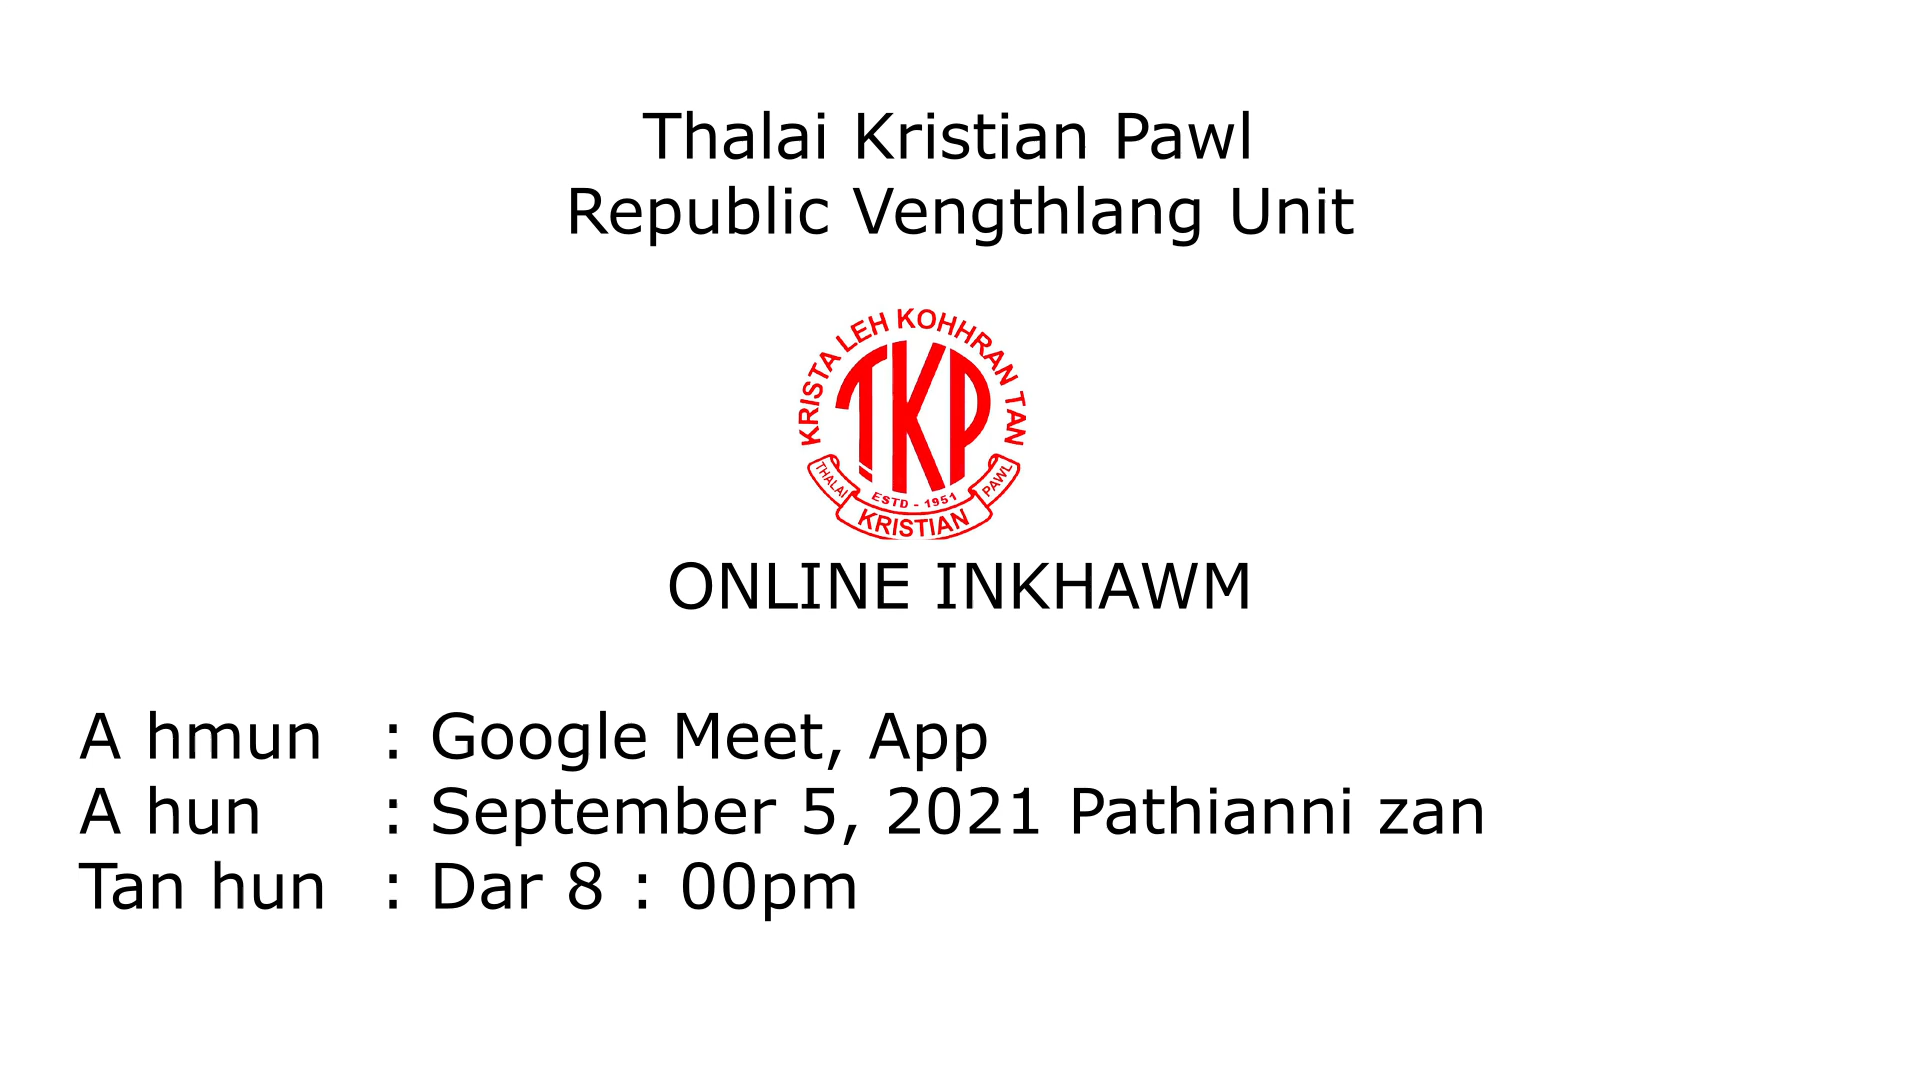 Thalai Kristian Pawl
Republic Vengthlang Unit
KRISTA LEH KOHHRAN TAN
TKP
ESTD - 1951
THALAI KRISTIAN PAWL
ONLINE INKHAWM
A hmun : Google Meet, App
A hun : September 5, 2021 Pathianni zan
Tan hun : Dar 8 : 00pm